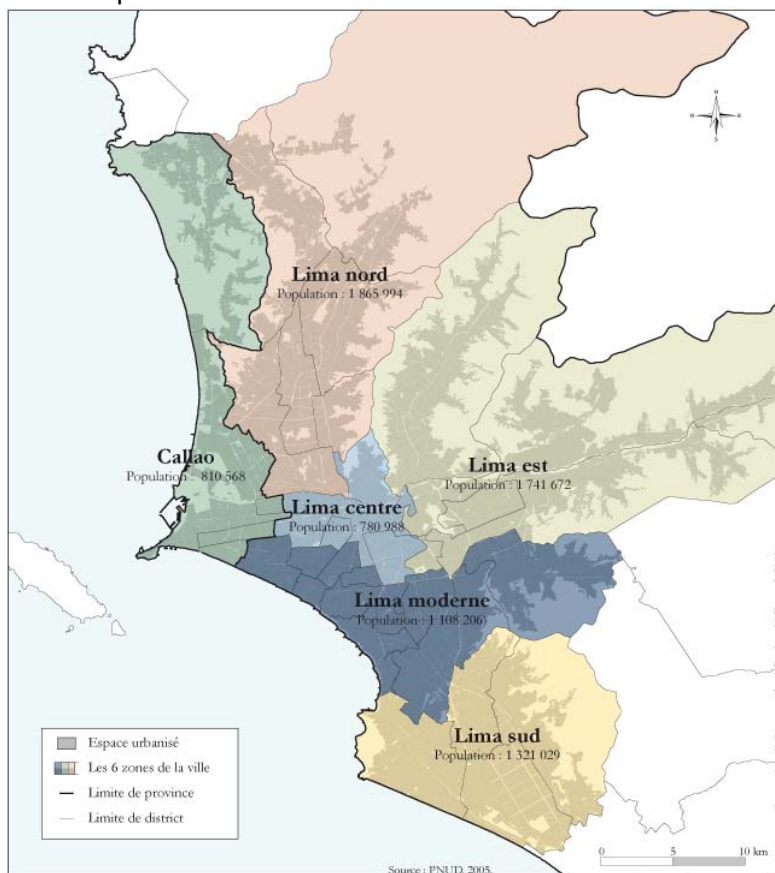 N
W
E
S
Lima nord
Population : 1 865 994
Callao
Population : 810 568
Lima est
Population : 1 741 672
Lima centre
Population : 780 988
Lima moderne
Population : 1 108 206
Lima sud
Population : 1 321 029
Espace urbanisé
Les 6 zones de la ville
Limite de province
Limite de district
0 5 10 km
Source : PNUD, 2005.